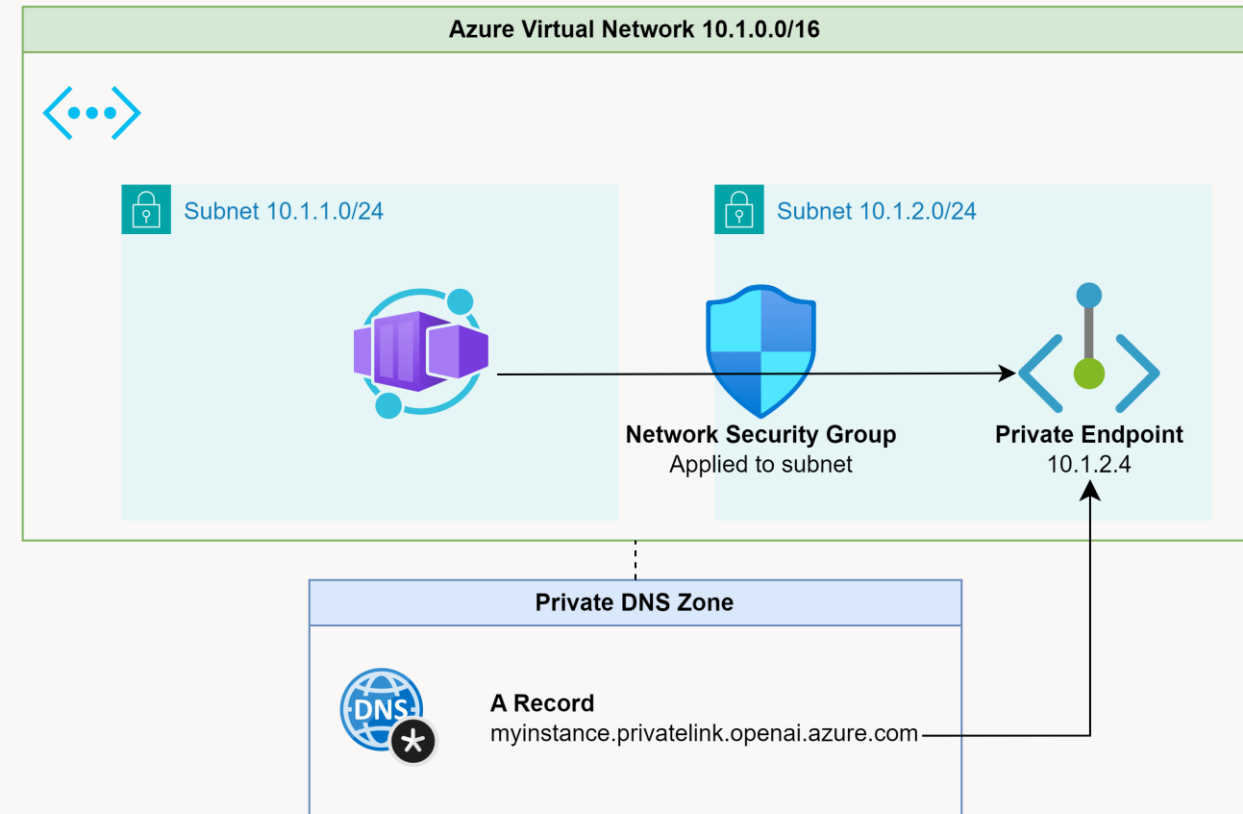 Azure Virtual Network 10.1.0.0/16
Subnet 10.1.1.0/24
Subnet 10.1.2.0/24
Network Security Group
Applied to subnet
Private Endpoint
10.1.2.4
Private DNS Zone
DNS
A Record
myinstance.privatelink.openai.azure.com